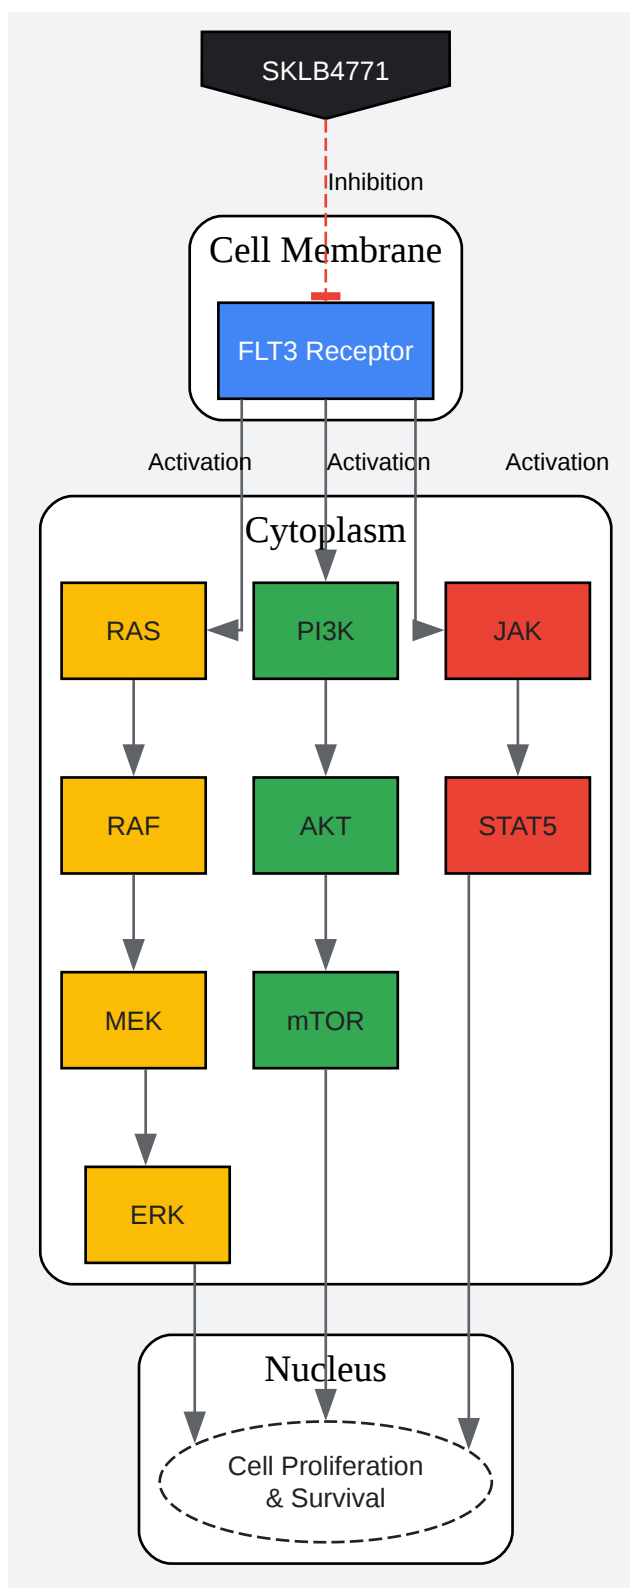 SKLB4771
Inhibition
Cell Membrane
FLT3 Receptor
Activation
Activation
Activation
Cytoplasm
RAS
PI3K
JAK
RAF
AKT
STAT5
MEK
mTOR
ERK
Nucleus
Cell Proliferation
& Survival